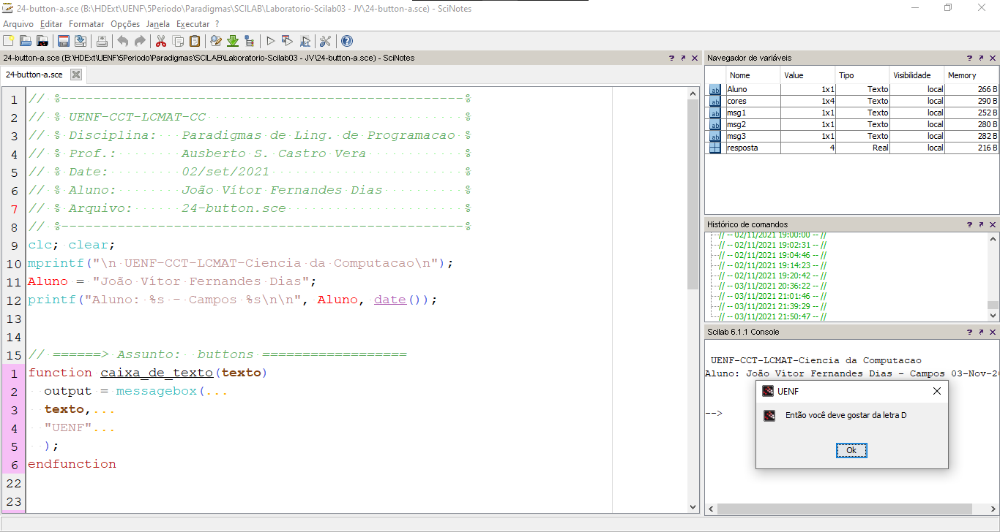 24-button-a.sce (B:\HDExt\UENF\5Periodo\Paradigmas\SCILAB\Laboratorio-Scilab03 - JV\24-button-a.sce) - SciNotes
Arquivo Editar Formatar Opções Janela Executar ?
24-button-a.sce (B:\HDExt\UENF\5Periodo\Paradigmas\SCILAB\Laboratorio-Scilab03 - JV\24-button-a.sce) - SciNotes
24-button-a.sce
1 // %--------------------------------------------------%
2 // % UENF-CCT-LCMAT-CC %
3 // % Disciplina: Paradigmas de Ling. de Programacao %
4 // % Prof.: Ausberto S. Castro Vera %
5 // % Date: 02/set/2021 %
6 // % Aluno: João Vítor Fernandes Dias %
7 // % Arquivo: 24-button.sce %
8 // %--------------------------------------------------%
9 clc; clear;
10 mprintf("\n UENF-CCT-LCMAT-Ciencia da Computacao\n");
11 Aluno = "João Vítor Fernandes Dias";
12 printf("Aluno: %s - Campos %s\n\n", Aluno, date());
13
14
15 // ======> Assunto: buttons ==================
1 function caixa_de_texto(texto)
2 output = messagebox(...
3 texto,...
4 "UENF"...
5 );
6 endfunction
22
23
Navegador de variáveis
Nome Value Tipo Visibilidade Memory
Aluno 1x1 Texto local 266 B
cores 1x4 Texto local 290 B
msg1 1x1 Texto local 252 B
msg2 1x1 Texto local 280 B
msg3 1x1 Texto local 282 B
resposta 4 Real local 216 B
Histórico de comandos
// -- 02/11/2021 19:00:00 -- //
// -- 02/11/2021 19:02:31 -- //
// -- 02/11/2021 19:04:46 -- //
// -- 02/11/2021 19:14:23 -- //
// -- 02/11/2021 19:20:42 -- //
// -- 03/11/2021 20:36:22 -- //
// -- 03/11/2021 21:01:46 -- //
// -- 03/11/2021 21:39:29 -- //
// -- 03/11/2021 21:50:47 -- //
Scilab 6.1.1 Console
UENF-CCT-LCMAT-Ciencia da Computacao
Aluno: João Vítor Fernandes Dias - Campos 03-Nov-20
-->
UENF
Então você deve gostar da letra D
Ok